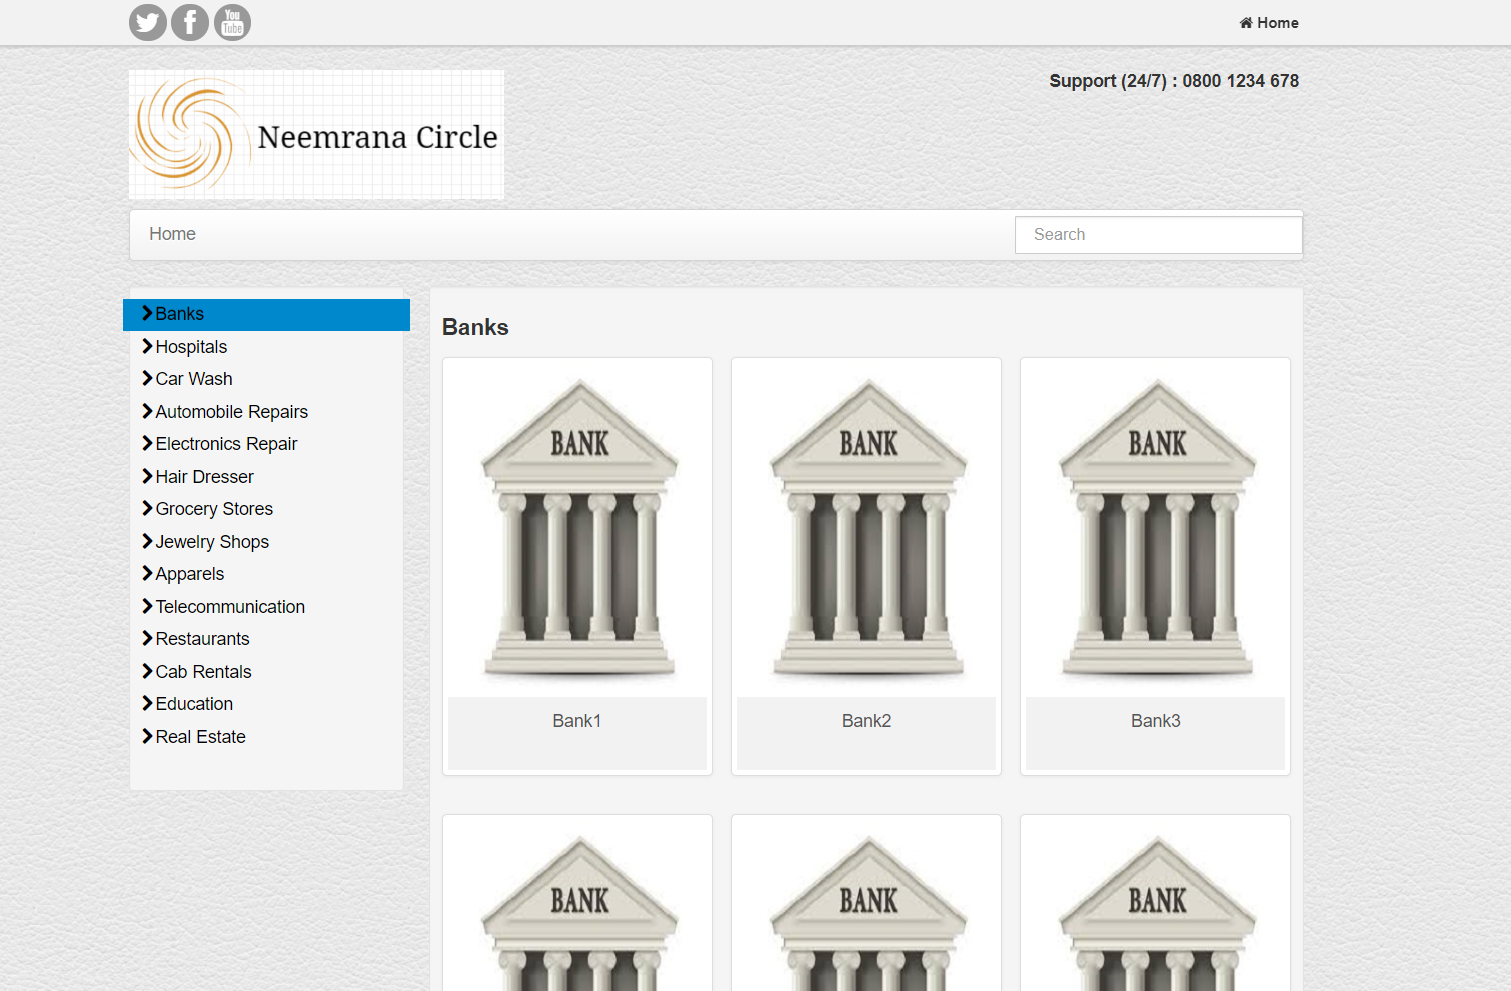 You
Tube
Home
Support (24/7) : 0800 1234 678
Neemrana Circle
Home
Search
Banks
Hospitals
Car Wash
Automobile Repairs
Electronics Repair
Hair Dresser
Grocery Stores
Jewelry Shops
Apparels
Telecommunication
Restaurants
Cab Rentals
Education
Real Estate
Banks
BANK
BANK
BANK
Bank1
Bank2
Bank3
BANK
BANK
BANK